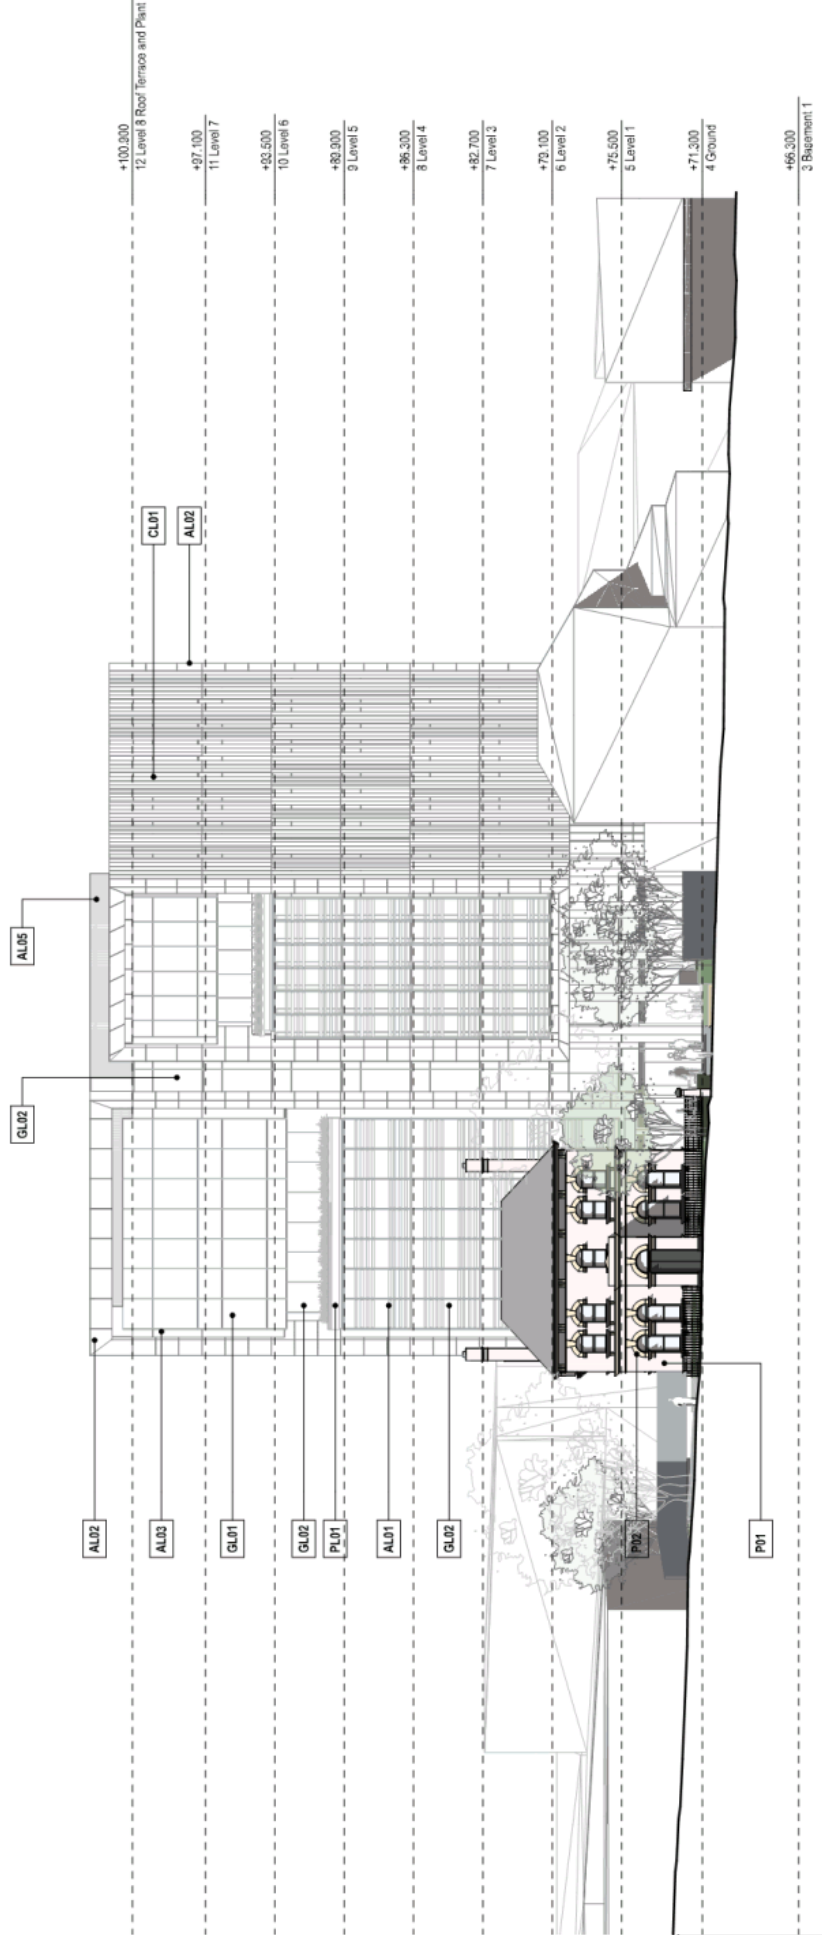 +100.900
12 Level 8 Roof Terrace and Plant
+97.100
11 Level 7
+93.500
10 Level 6
+89.900
9 Level 5
+86.300
8 Level 4
+82.700
7 Level 3
+79.100
6 Level 2
+75.500
5 Level 1
+71.300
4 Ground
+66.300
3 Basement 1
CL01
AL02
AL05
GL02
AL02
AL03
GL01
GL02
PL01
AL01
GL02
P02
P01